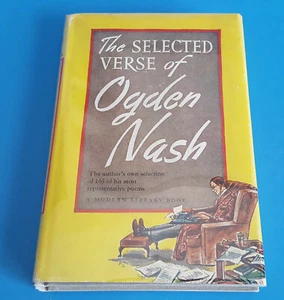 The SELECTED
VERSE of
Ogden
Nash
The author's own selection
of his most
representative poems
A MODERN LIBRARY BOOK